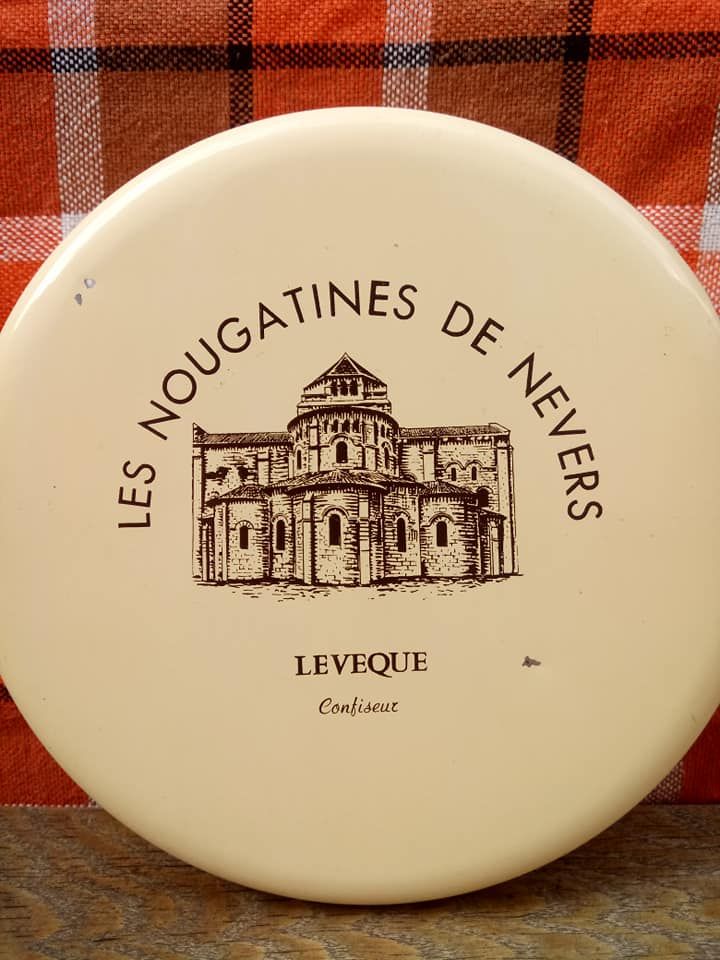 LES NOUGATINES DE NEVERS
LEVEQUE
Confiseur